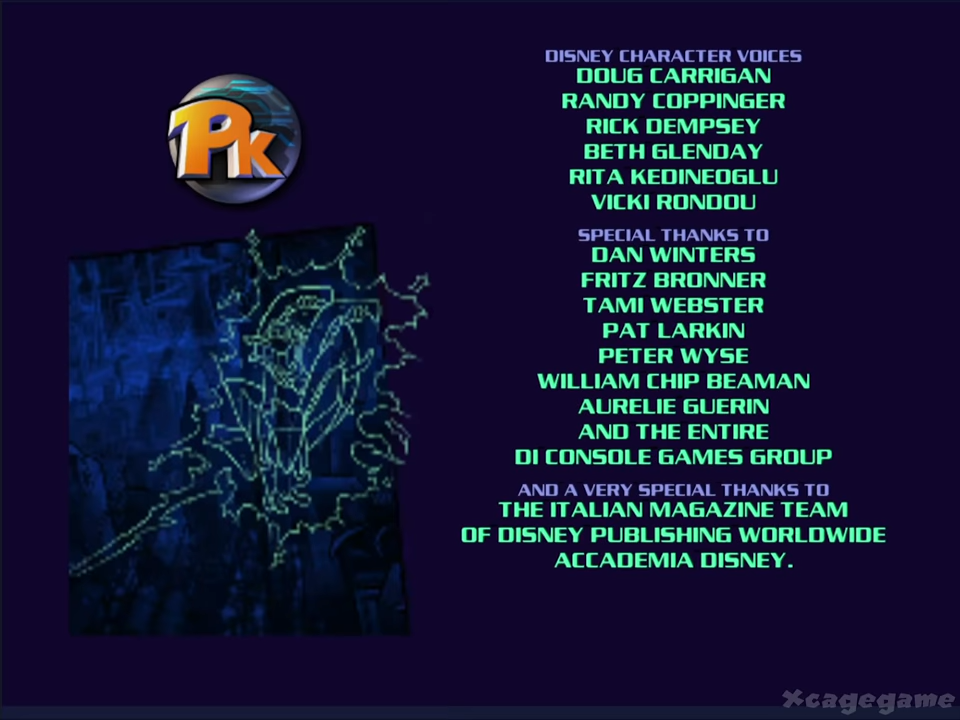 PK
DISNEY CHARACTER VOICES
DOUG CARRIGAN
RANDY COPPINGER
RICK DEMPSEY
BETH GLENDAY
RITA KEDINEOGLU
VICKI RONDOU
SPECIAL THANKS TO
DAN WINTERS
FRITZ BRONNER
TAMI WEBSTER
PAT LARKIN
PETER WYSE
WILLIAM CHIP BEAMAN
AURELIE GUERIN
AND THE ENTIRE
DI CONSOLE GAMES GROUP
AND A VERY SPECIAL THANKS TO
THE ITALIAN MAGAZINE TEAM
OF DISNEY PUBLISHING WORLDWIDE
ACCADEMIA DISNEY.
Xcagegame